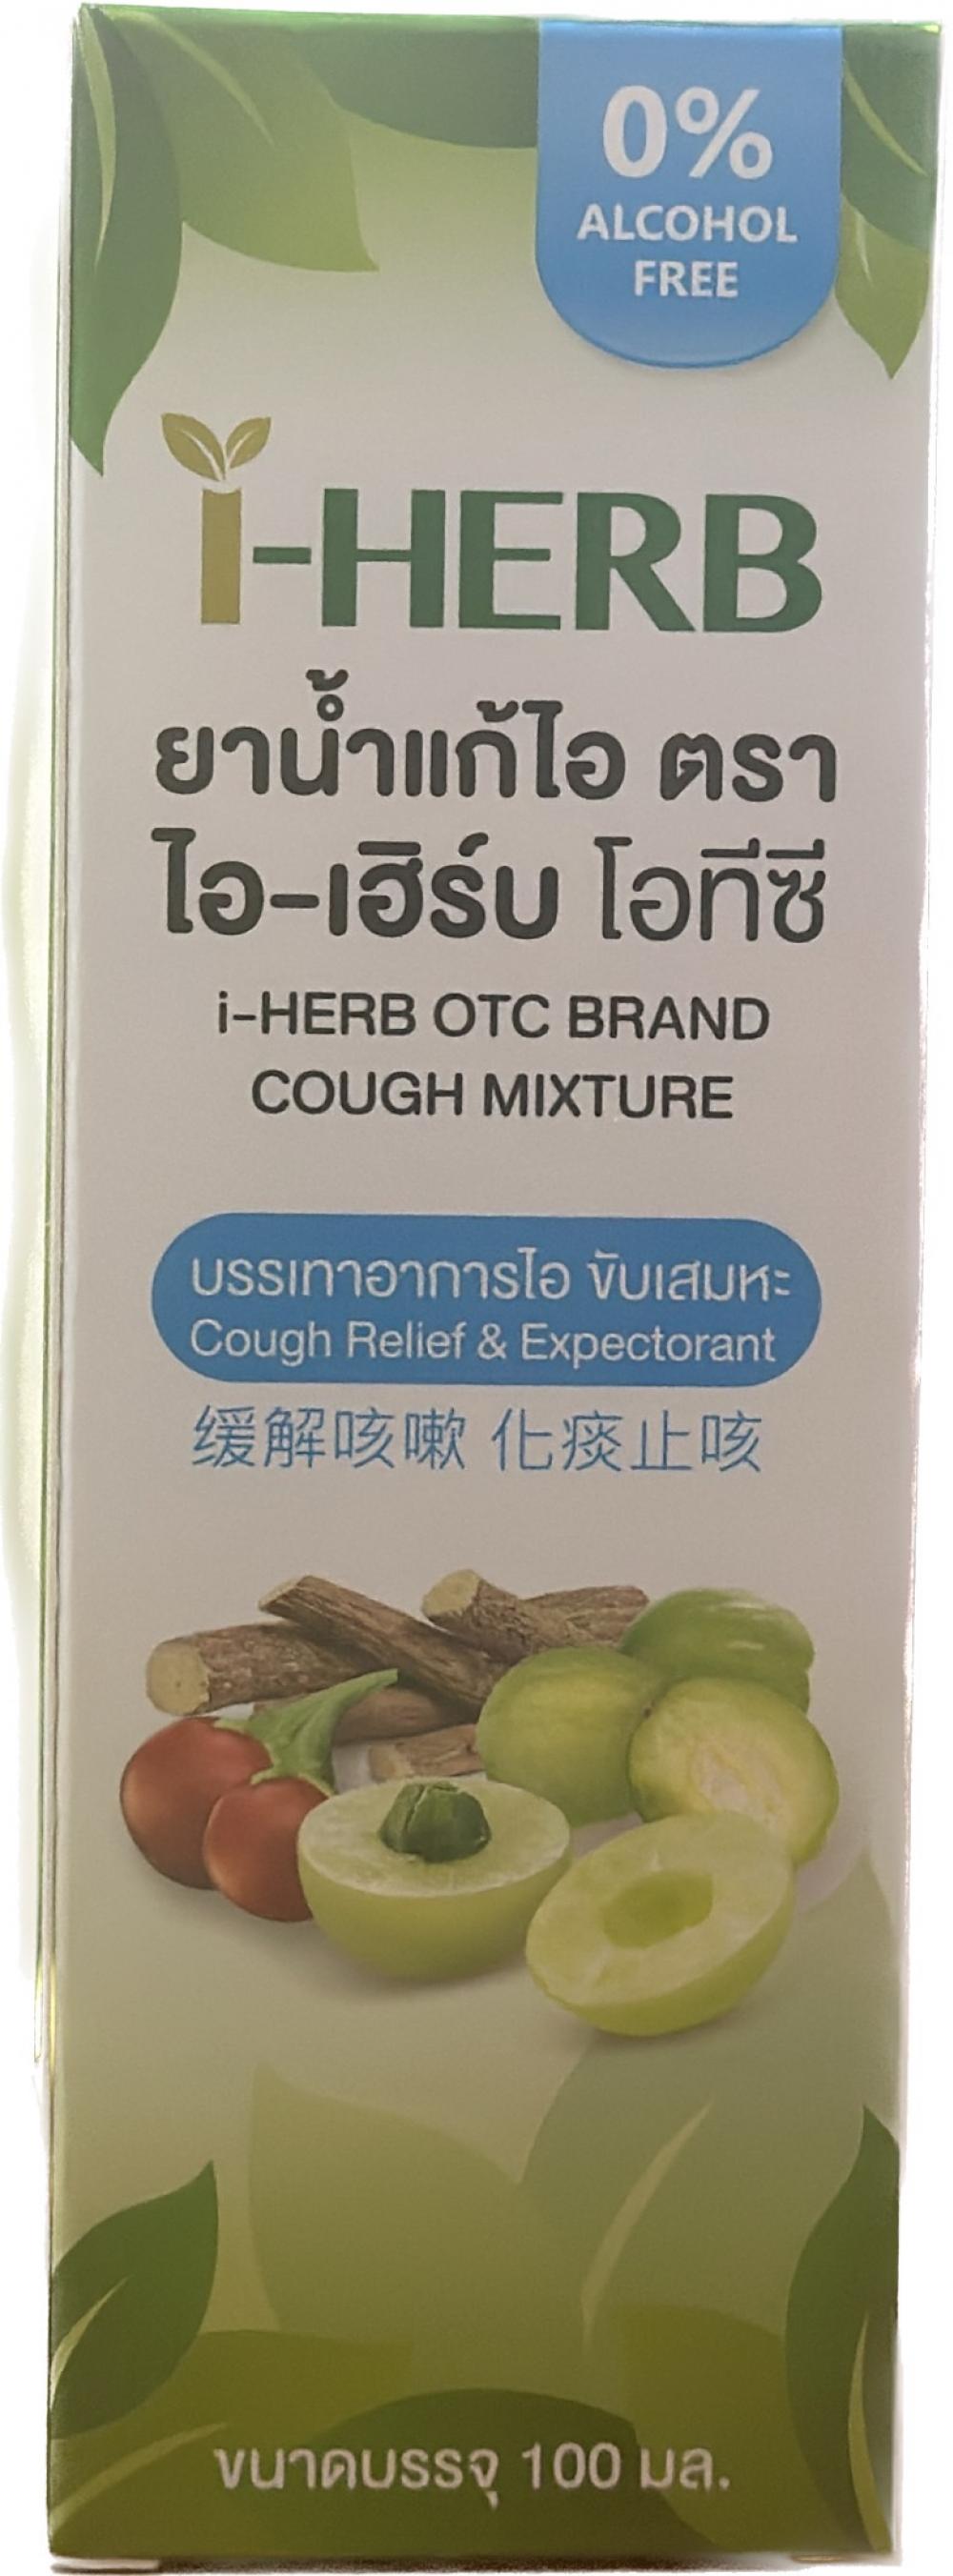 0%
ALCOHOL
FREE
i-HERB
ยาน้ำแก้ไอ ตรา
ไอ-เฮิร์บ โอทีซี
i-HERB OTC BRAND
COUGH MIXTURE
บรรเทาอาการไอ ขับเสมหะ
Cough Relief & Expectorant
缓解咳嗽 化痰止咳
ขนาดบรรจุ 100 มล.